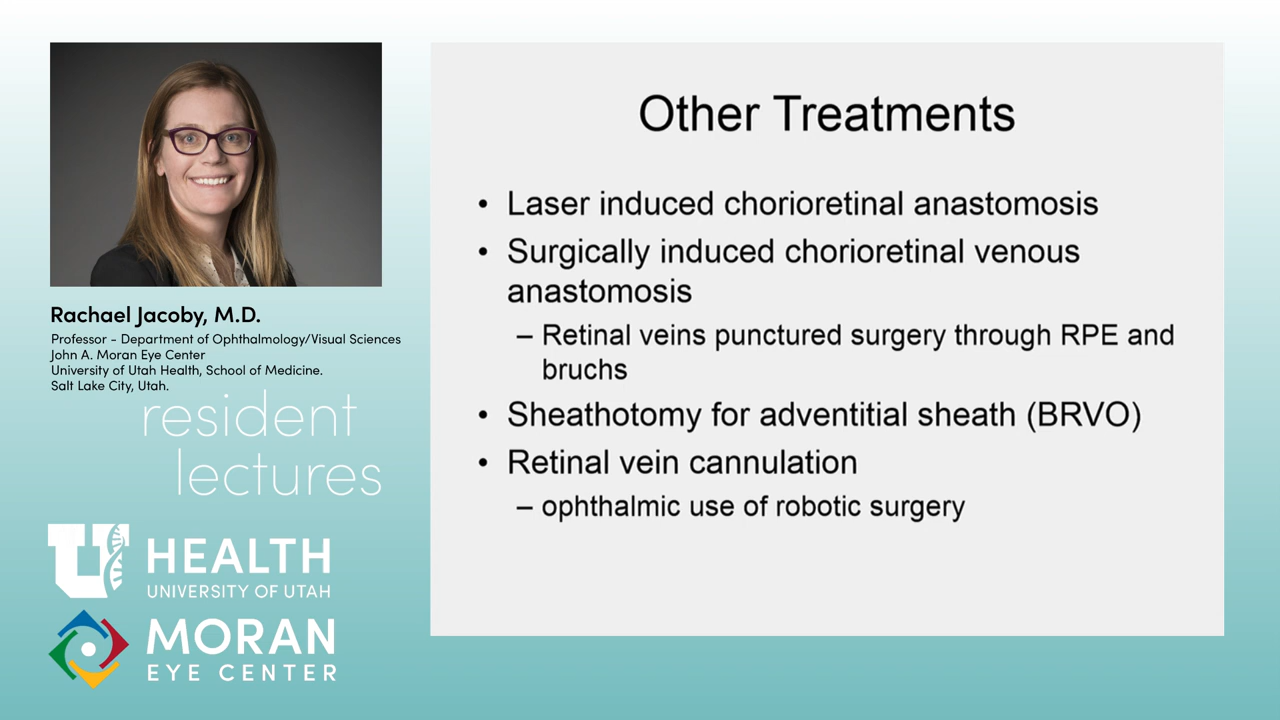 Rachael Jacoby, M.D.
Professor - Department of Ophthalmology/Visual Sciences
John A. Moran Eye Center
University of Utah Health, School of Medicine.
Salt Lake City, Utah.
resident
lectures
U
HEALTH
UNIVERSITY OF UTAH
MORAN
EYE CENTER
Other Treatments
• Laser induced chorioretinal anastomosis
• Surgically induced chorioretinal venous
anastomosis
– Retinal veins punctured surgery through RPE and
bruchs
• Sheathotomy for adventitial sheath (BRVO)
• Retinal vein cannulation
– ophthalmic use of robotic surgery